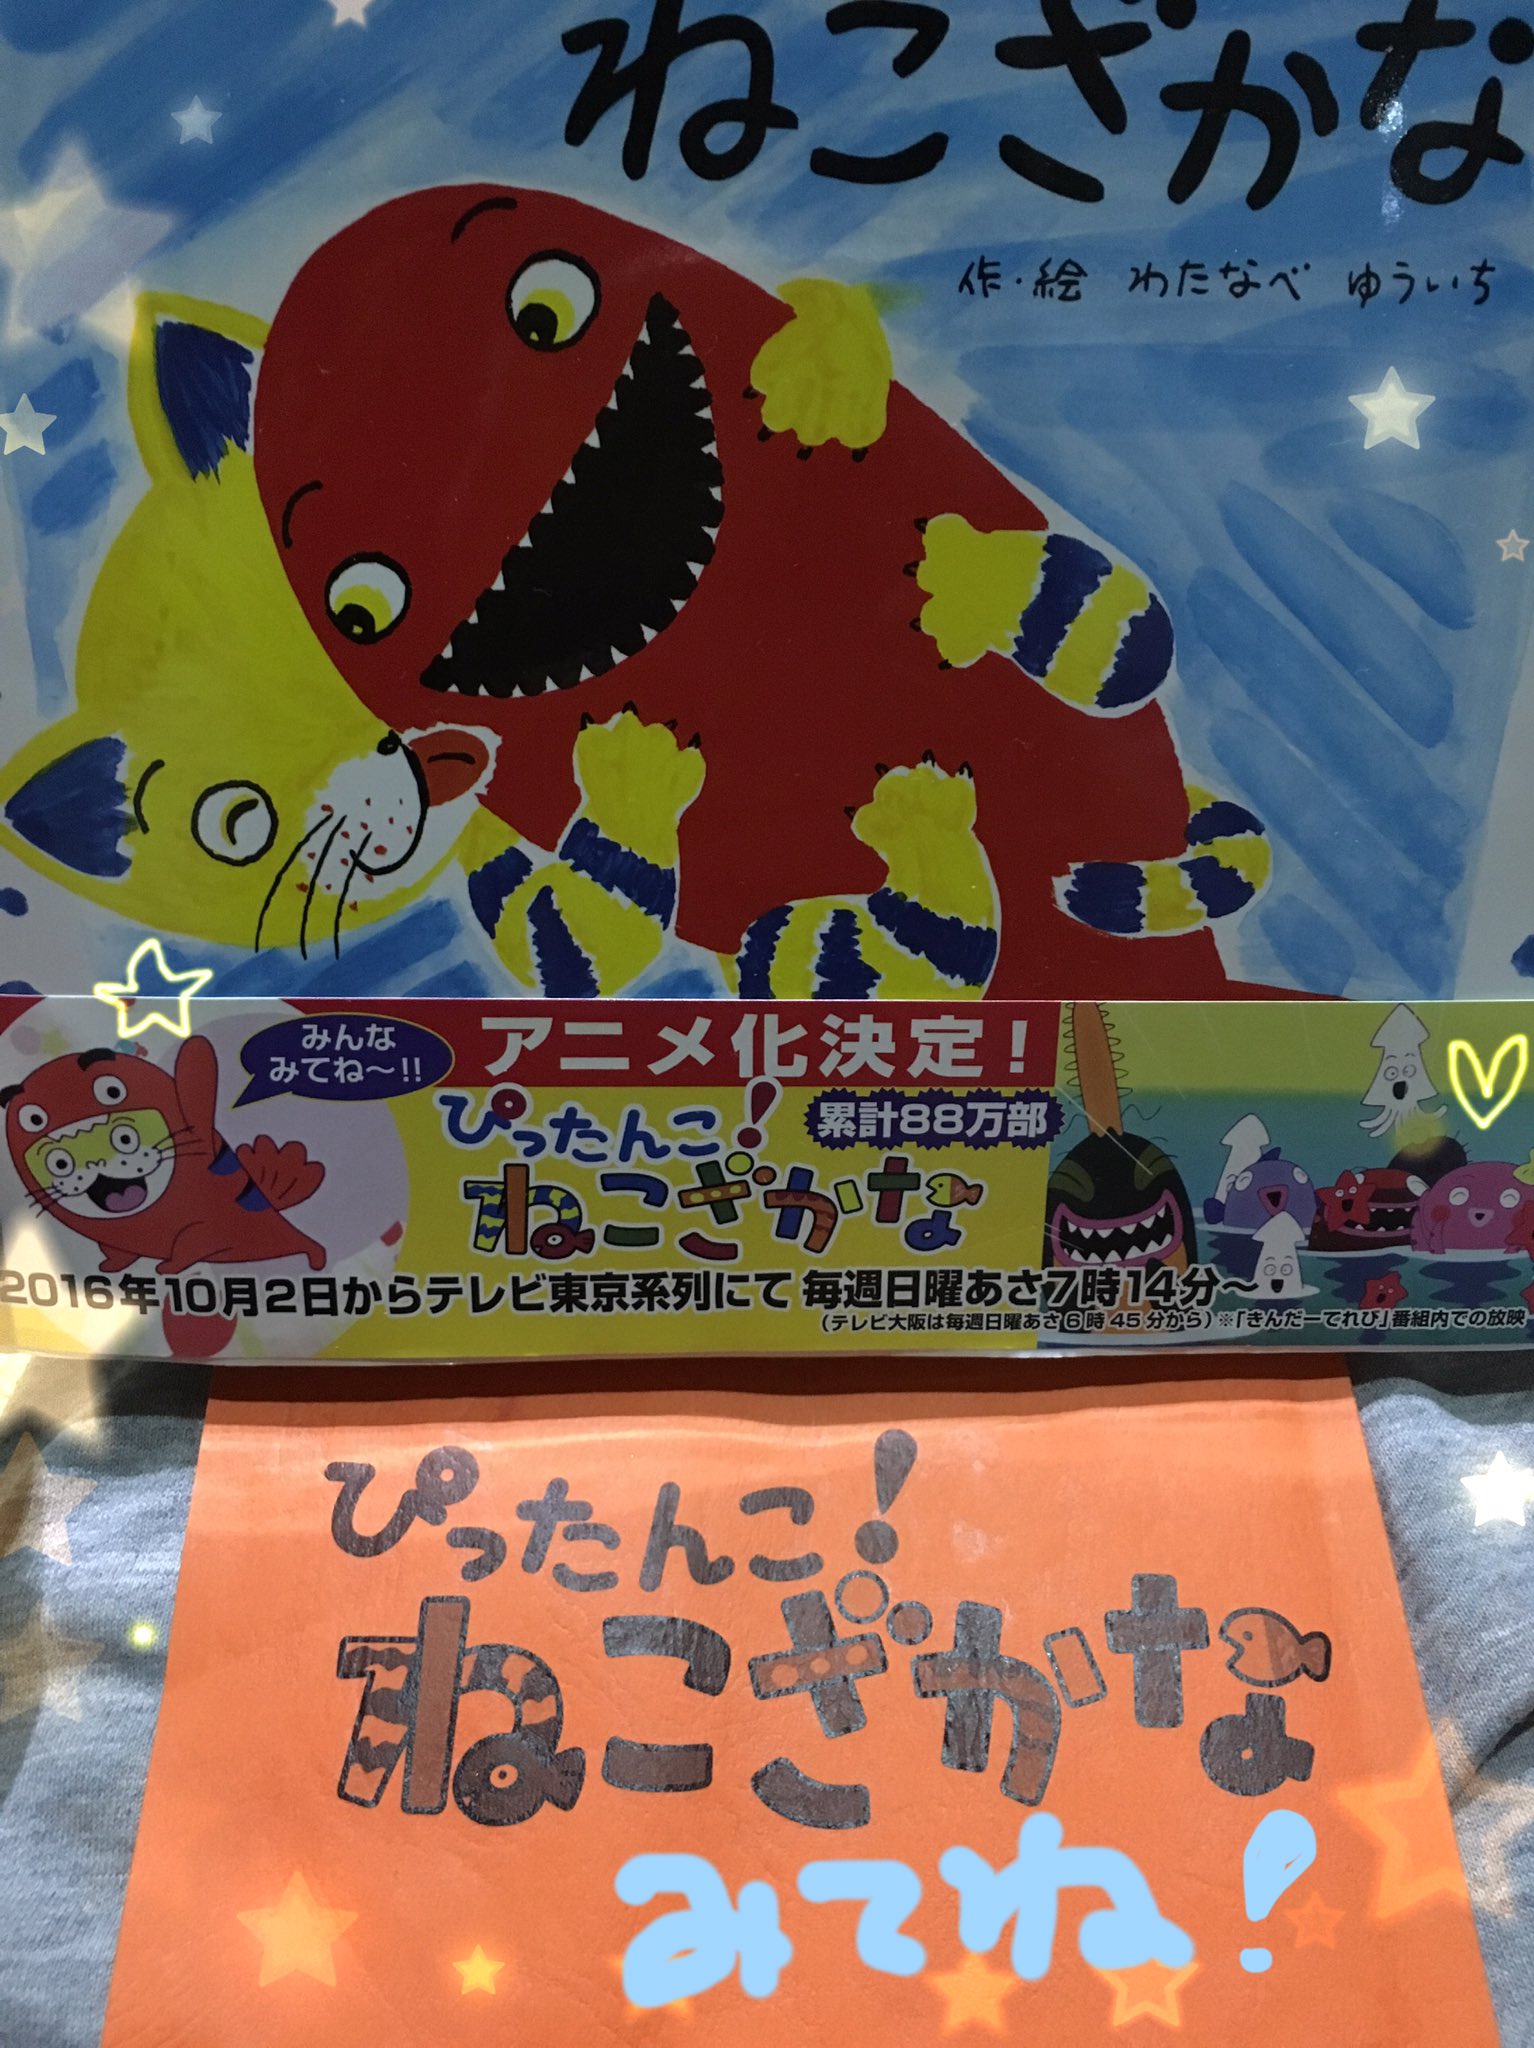 ねこざかな
作・絵 わたなべ ゆういち
みんな
みてね〜!!
アニメ化決定!
ぴったんこ!
累計88万部
ねこざかな
2016年10月2日からテレビ東京系列にて 毎週日曜あさ7時14分〜
(テレビ大阪は毎週日曜あさ6時45分から)※「きんだーてれび」番組内での放映
ぴったんこ!
ねこざかな
みてね!